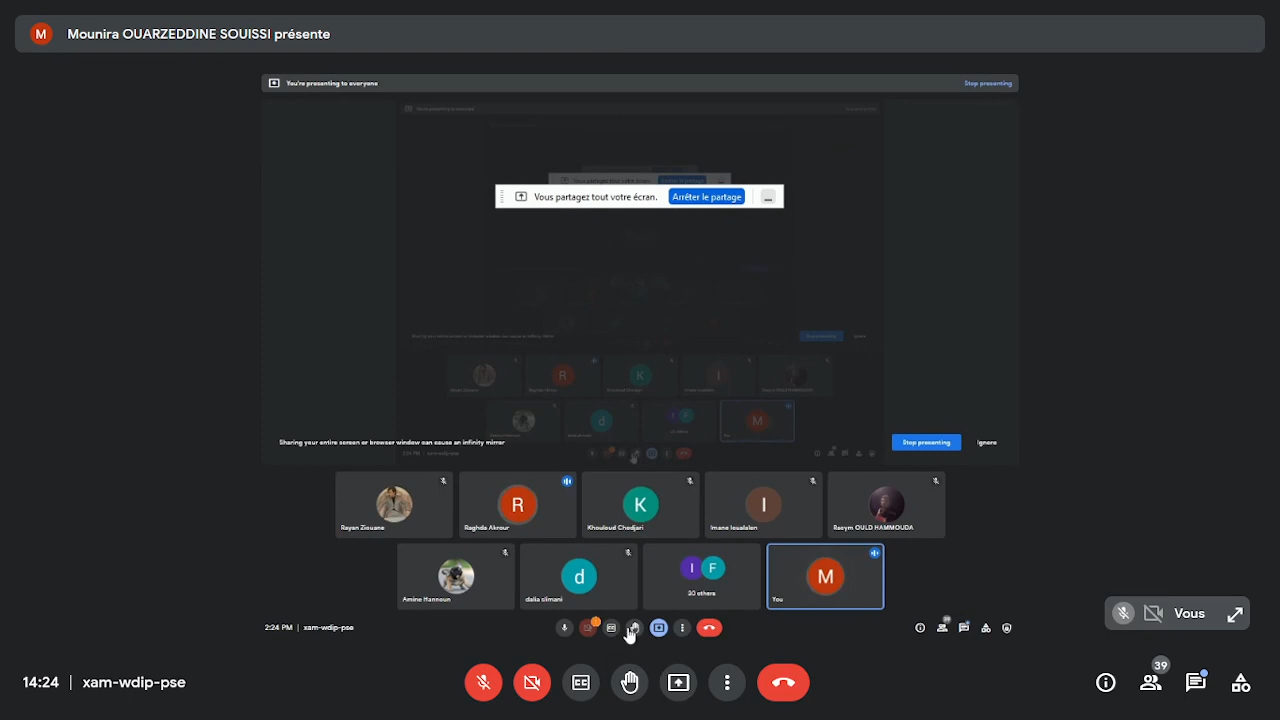 M Mounira OUARZEDDINE SOUISSI présente
You're presenting to everyone Stop presenting
Vous partagez tout votre écran. Arrêter le partage
Sharing your entire screen or browser window can cause an infinity mirror Stop presenting Ignore
R K I
Rayan Ziouane Raghda Akrour Khouloud Chedjari Imane Ioualalen Raoym OULD HAMMOUDA
d I F M
Amine Hannoun dalia slimani 30 others You
2:24 PM | xam-wdip-pse
Vous
39
14:24 | xam-wdip-pse